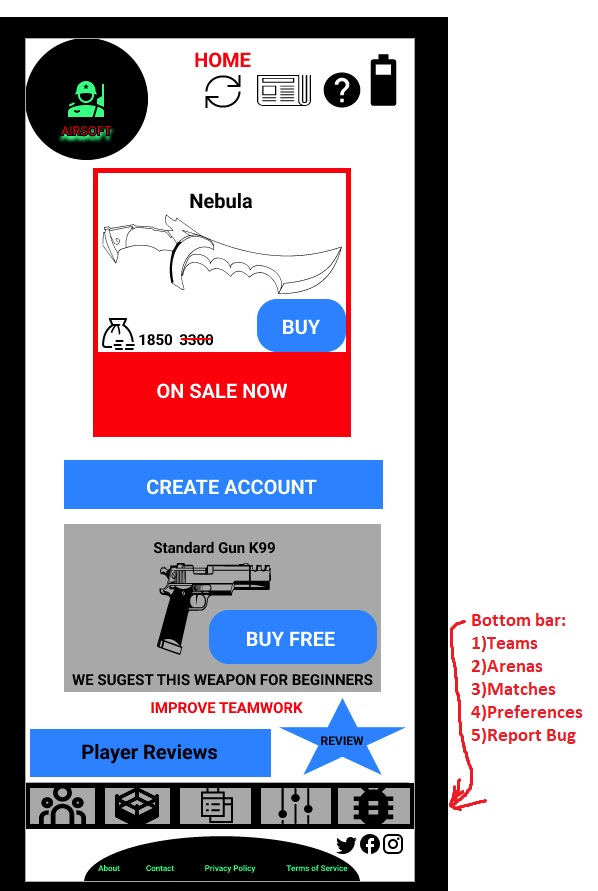 HOME
AIRSOFT
Nebula
1850 3300
BUY
ON SALE NOW
CREATE ACCOUNT
Standard Gun K99
BUY FREE
WE SUGEST THIS WEAPON FOR BEGINNERS
IMPROVE TEAMWORK
Player Reviews
REVIEW
About Contact Privacy Policy Terms of Service
Bottom bar:
1)Teams
2)Arenas
3)Matches
4)Preferences
5)Report Bug